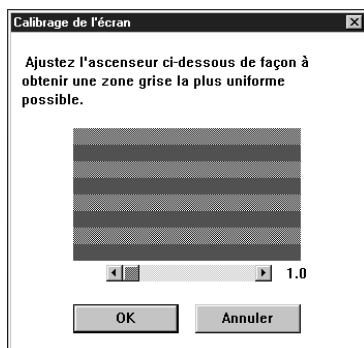 Calibrage de l'écran
Ajustez l'ascenseur ci-dessous de façon à
obtenir une zone grise la plus uniforme
possible.
1.0
OK Annuler